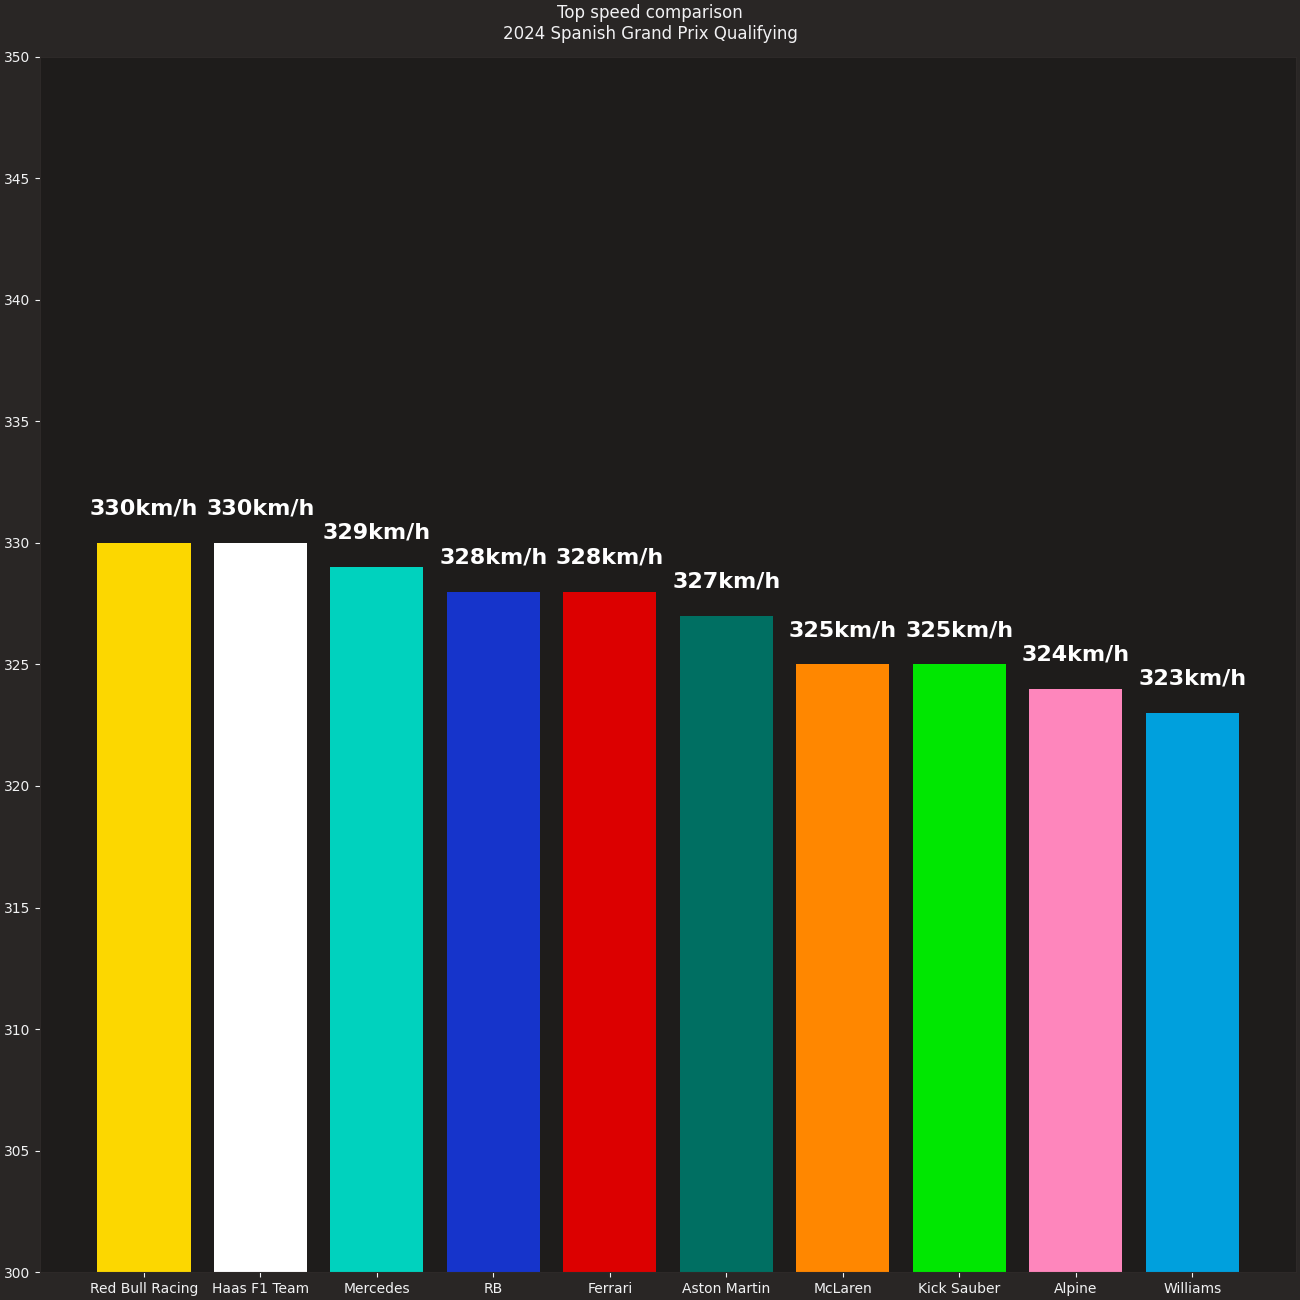 Top speed comparison
2024 Spanish Grand Prix Qualifying
350
345
340
335
330
325
320
315
310
305
300
330km/h 330km/h
329km/h
328km/h 328km/h
327km/h
325km/h 325km/h
324km/h
323km/h
Red Bull Racing Haas F1 Team Mercedes RB Ferrari Aston Martin McLaren Kick Sauber Alpine Williams